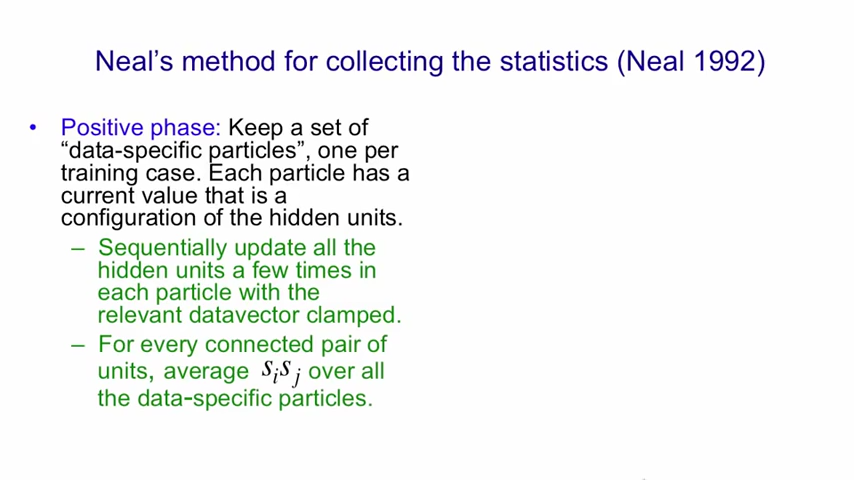 Neal's method for collecting the statistics (Neal 1992)
• Positive phase: Keep a set of
“data-specific particles”, one per
training case. Each particle has a
current value that is a
configuration of the hidden units.
– Sequentially update all the
hidden units a few times in
each particle with the
relevant datavector clamped.
– For every connected pair of
units, average s_i s_j over all
the data-specific particles.